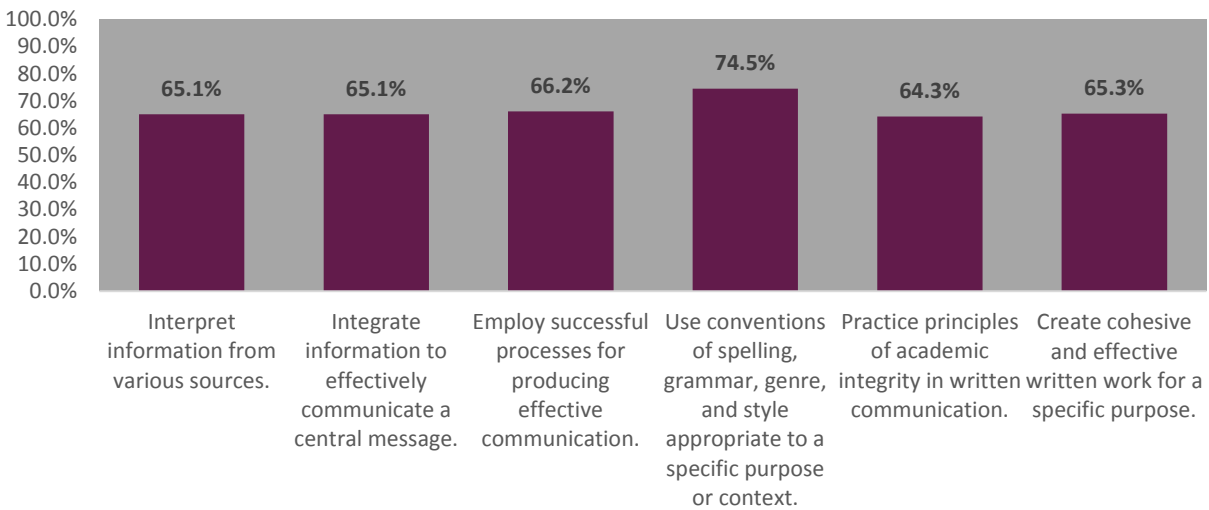 100.0%
90.0%
80.0%
70.0%
60.0%
50.0%
40.0%
30.0%
20.0%
10.0%
0.0%
65.1%
65.1%
66.2%
74.5%
64.3%
65.3%
Interpret
information from
various sources.
Integrate
information to
effectively
communicate a
central message.
Employ successful
processes for
producing
effective
communication.
Use conventions
of spelling,
grammar, genre,
and style
appropriate to a
specific purpose
or context.
Practice principles
of academic
integrity in written
communication.
Create cohesive
and effective
written work for a
specific purpose.